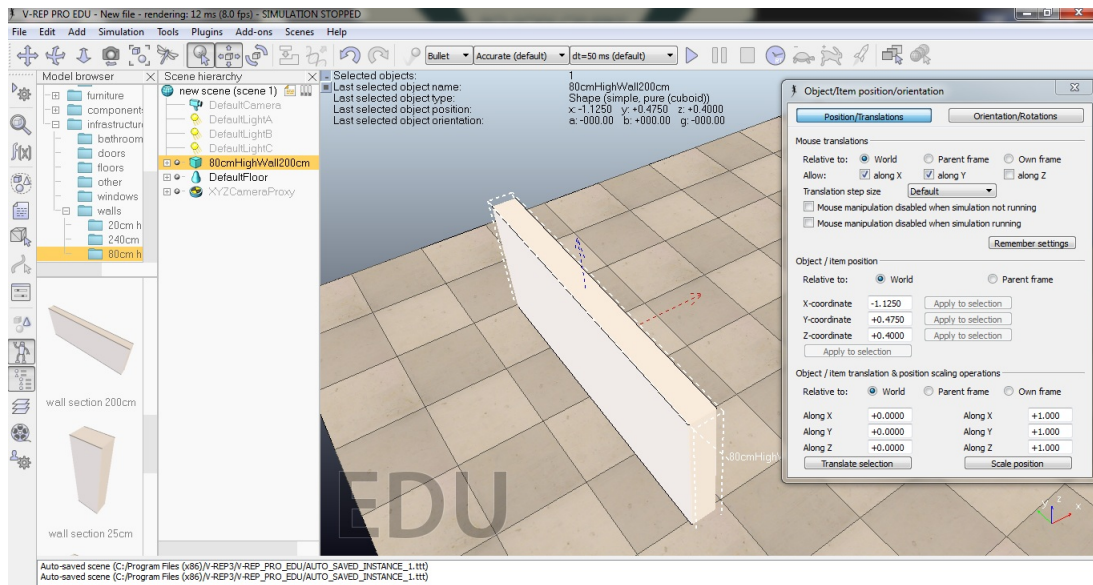 V-REP PRO EDU - New file - rendering: 12 ms (8.0 fps) - SIMULATION STOPPED
File Edit Add Simulation Tools Plugins Add-ons Scenes Help
Bullet Accurate (default) dt=50 ms (default)
Model browser
furniture
component
infrastructure
bathroom
doors
floors
other
windows
walls
20cm h
240cm
80cm h
wall section 200cm
wall section 25cm
Scene hierarchy
new scene (scene 1)
DefaultCamera
DefaultLightA
DefaultLightB
DefaultLightC
80cmHighWall200cm
DefaultFloor
XYZCameraProxy
Selected objects: 1
Last selected object name: 80cmHighWall200cm
Last selected object type: Shape (simple, pure (cuboid))
Last selected object position: x: -1.1250 y: +0.4750 z: +0.4000
Last selected object orientation: a: -000.00 b: +000.00 g: -000.00
80cmHighW
EDU
z
y
x
Object/Item position/orientation
Position/Translations Orientation/Rotations
Mouse translations
Relative to: World Parent frame Own frame
Allow: along X along Y along Z
Translation step size Default
Mouse manipulation disabled when simulation not running
Mouse manipulation disabled when simulation running
Remember settings
Object / item position
Relative to: World Parent frame
X-coordinate -1.1250 Apply to selection
Y-coordinate +0.4750 Apply to selection
Z-coordinate +0.4000 Apply to selection
Apply to selection
Object / item translation & position scaling operations
Relative to: World Parent frame Own frame
Along X +0.0000 Along X +1.000
Along Y +0.0000 Along Y +1.000
Along Z +0.0000 Along Z +1.000
Translate selection Scale position
Auto-saved scene (C:/Program Files (x86)/V-REP3/V-REP_PRO_EDU/AUTO_SAVED_INSTANCE_1.ttt)
Auto-saved scene (C:/Program Files (x86)/V-REP3/V-REP_PRO_EDU/AUTO_SAVED_INSTANCE_1.ttt)